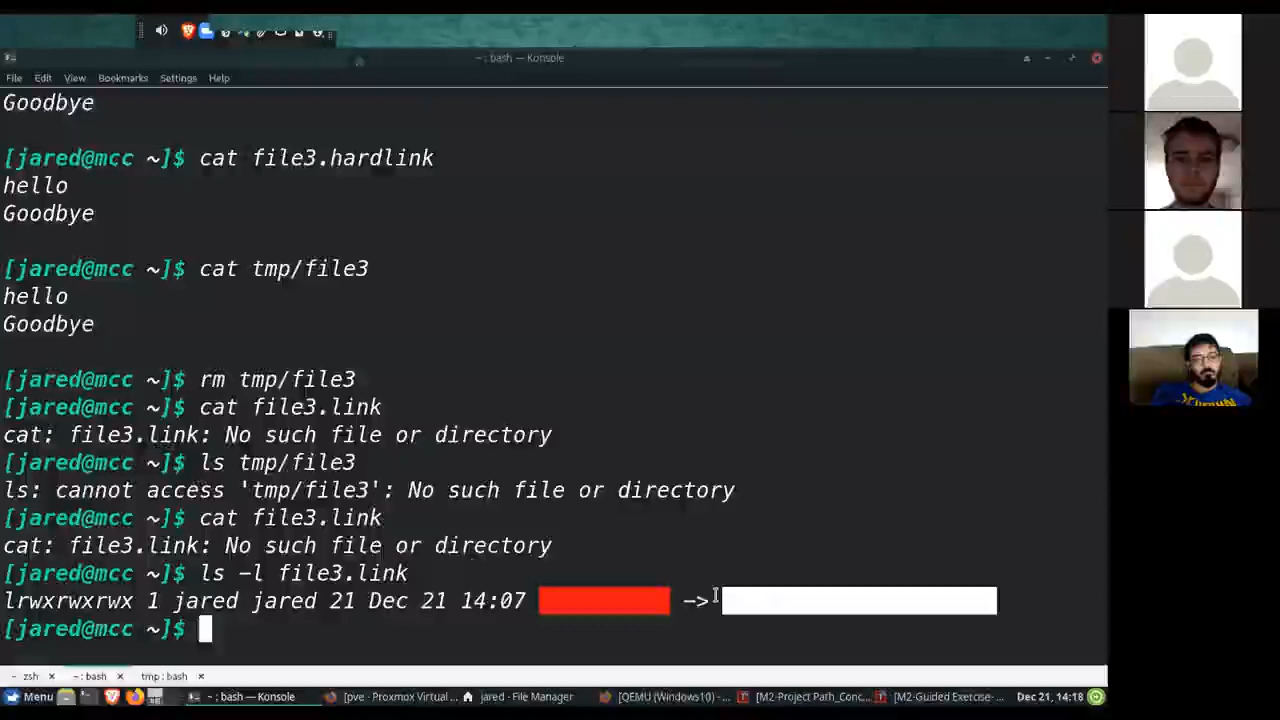 ~ : bash — Konsole
File Edit View Bookmarks Settings Help
Goodbye
[jared@mcc ~]$ cat file3.hardlink
hello
Goodbye
[jared@mcc ~]$ cat tmp/file3
hello
Goodbye
[jared@mcc ~]$ rm tmp/file3
[jared@mcc ~]$ cat file3.link
cat: file3.link: No such file or directory
[jared@mcc ~]$ ls tmp/file3
ls: cannot access 'tmp/file3': No such file or directory
[jared@mcc ~]$ cat file3.link
cat: file3.link: No such file or directory
[jared@mcc ~]$ ls -l file3.link
lrwxrwxrwx 1 jared jared 21 Dec 21 14:07 ->
[jared@mcc ~]$
~ : zsh ~ : bash tmp : bash
Menu ~ : bash — Konsole [pve - Proxmox Virtual ... jared - File Manager [QEMU (Windows10) - ... [M2-Project Path_Conc... [M2-Guided Exercise-... Dec 21, 14:18